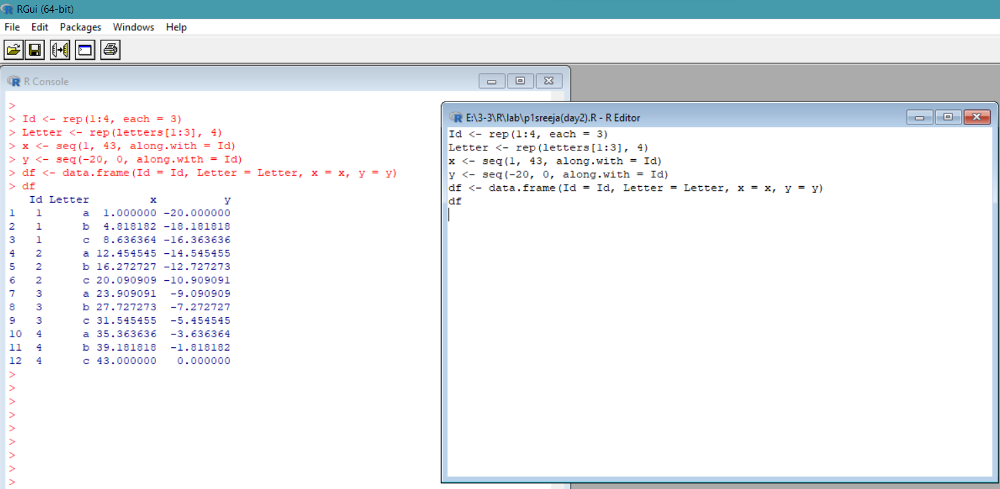 RGui (64-bit)
File Edit Packages Windows Help
R Console
>
> Id <- rep(1:4, each = 3)
> Letter <- rep(letters[1:3], 4)
> x <- seq(1, 43, along.with = Id)
> y <- seq(-20, 0, along.with = Id)
> df <- data.frame(Id = Id, Letter = Letter, x = x, y = y)
> df
   Id Letter         x          y
1   1      a  1.000000 -20.000000
2   1      b  4.818182 -18.181818
3   1      c  8.636364 -16.363636
4   2      a 12.454545 -14.545455
5   2      b 16.272727 -12.727273
6   2      c 20.090909 -10.909091
7   3      a 23.909091  -9.090909
8   3      b 27.727273  -7.272727
9   3      c 31.545455  -5.454545
10  4      a 35.363636  -3.636364
11  4      b 39.181818  -1.818182
12  4      c 43.000000   0.000000
>
>
>
>
>
>
>
>
>
E:\3-3\R\lab\p1sreeja(day2).R - R Editor
Id <- rep(1:4, each = 3)
Letter <- rep(letters[1:3], 4)
x <- seq(1, 43, along.with = Id)
y <- seq(-20, 0, along.with = Id)
df <- data.frame(Id = Id, Letter = Letter, x = x, y = y)
df